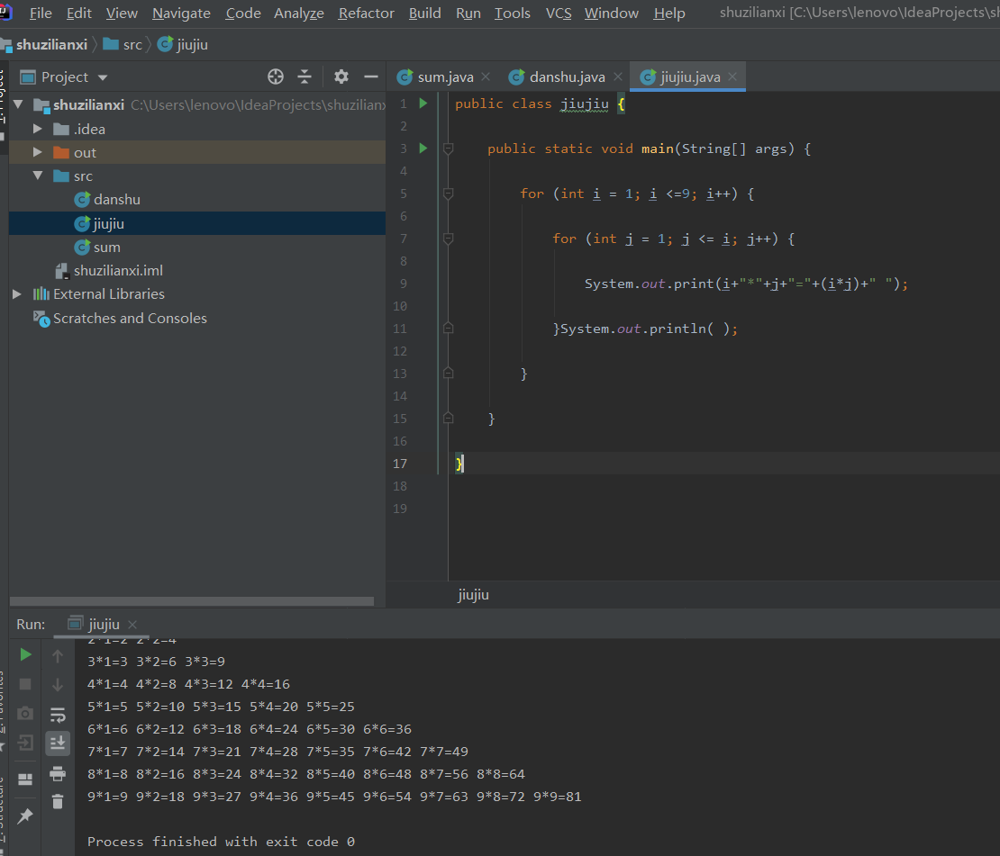 File Edit View Navigate Code Analyze Refactor Build Run Tools VCS Window Help shuzilianxi [C:\Users\lenovo\IdeaProjects\sh
shuzilianxi src jiujiu
Project
sum.java danshu.java jiujiu.java
shuzilianxi C:\Users\lenovo\IdeaProjects\shuzilianx
.idea
out
src
danshu
jiujiu
sum
shuzilianxi.iml
External Libraries
Scratches and Consoles
1 public class jiujiu {
2
3 public static void main(String[] args) {
4
5 for (int i = 1; i <=9; i++) {
6
7 for (int j = 1; j <= i; j++) {
8
9 System.out.print(i+"*"+j+"="+(i*j)+" ");
10
11 }System.out.println( );
12
13 }
14
15 }
16
17 }
18
19
jiujiu
Run: jiujiu
2*1=2 2*2=4
3*1=3 3*2=6 3*3=9
4*1=4 4*2=8 4*3=12 4*4=16
5*1=5 5*2=10 5*3=15 5*4=20 5*5=25
6*1=6 6*2=12 6*3=18 6*4=24 6*5=30 6*6=36
7*1=7 7*2=14 7*3=21 7*4=28 7*5=35 7*6=42 7*7=49
8*1=8 8*2=16 8*3=24 8*4=32 8*5=40 8*6=48 8*7=56 8*8=64
9*1=9 9*2=18 9*3=27 9*4=36 9*5=45 9*6=54 9*7=63 9*8=72 9*9=81
Process finished with exit code 0